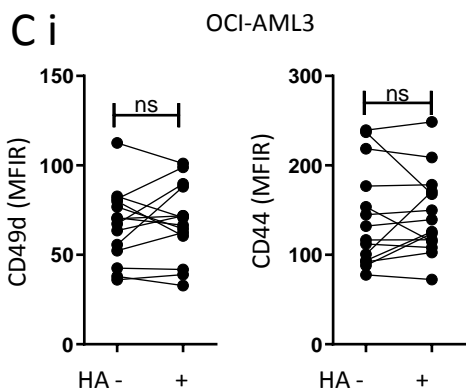 C i
OCI-AML3
CD49d (MFIR)
150
100
50
0
ns
HA - +
CD44 (MFIR)
300
200
100
0
ns
HA - +